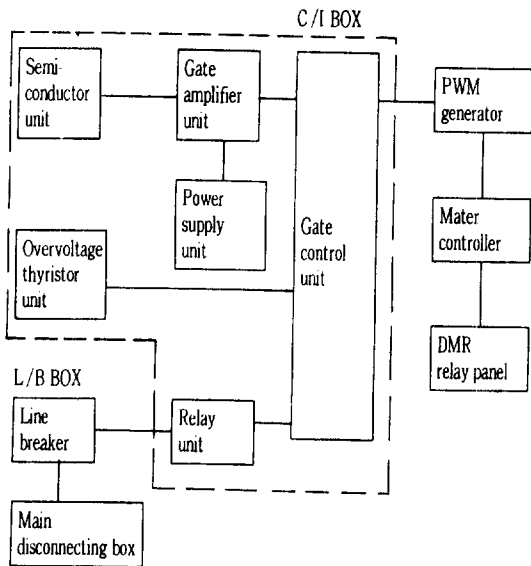 C/I BOX
Semi-
conductor
unit
Gate
amplifier
unit
PWM
generator
Power
supply
unit
Gate
control
unit
Mater
controller
Overvoltage
thyristor
unit
DMR
relay panel
L/B BOX
Line
breaker
Relay
unit
Main
disconnecting box